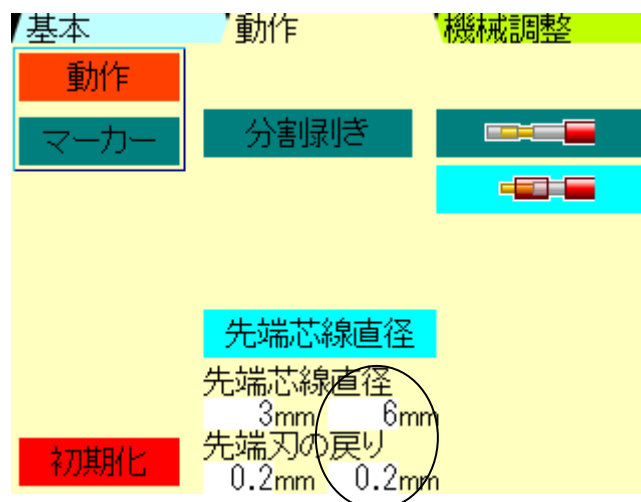 基本 動作 機械調整
動作
マーカー 分割剥き
先端芯線直径
先端芯線直径
3mm 6mm
先端刃の戻り
初期化 0.2mm 0.2mm